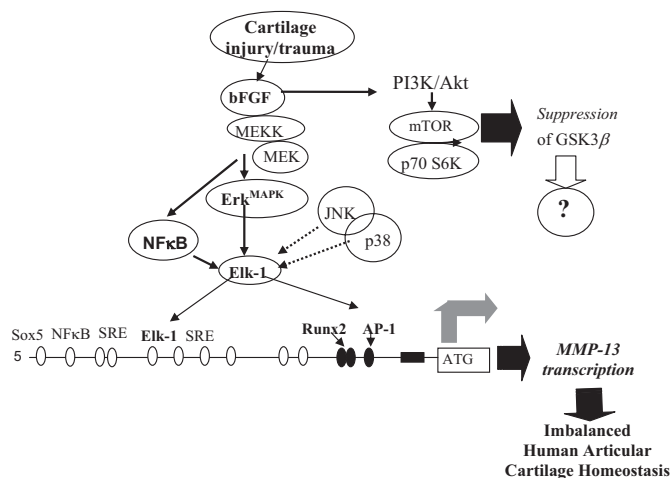 Cartilage
injury/trauma
bFGF
PI3K/Akt
MEKK
mTOR
Suppression
of GSK3β
MEK
p70 S6K
Erk^MAPK
JNK
?
p38
NFκB
Elk-1
Sox5 NFκB SRE Elk-1 SRE Runx2 AP-1
5 ATG
MMP-13
transcription
Imbalanced
Human Articular
Cartilage Homeostasis